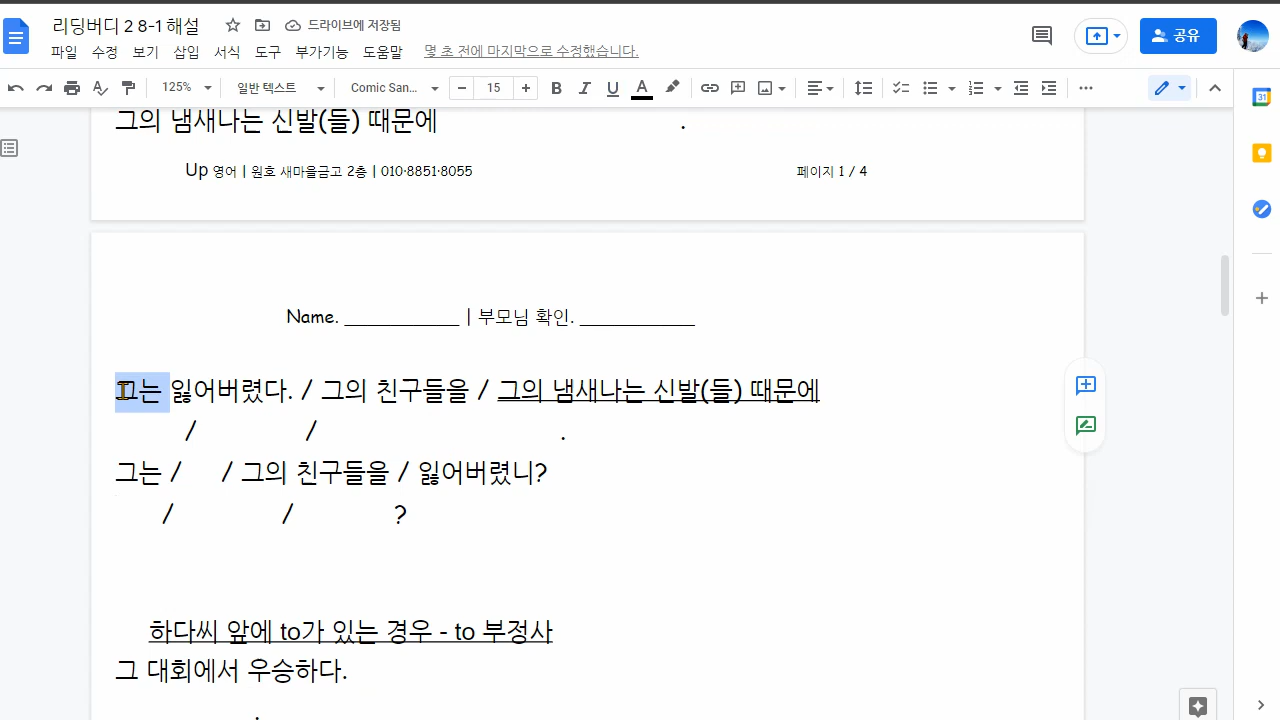 리딩버디 2 8-1 해설
드라이브에 저장됨
파일 수정 보기 삽입 서식 도구 부가기능 도움말 몇 초 전에 마지막으로 수정했습니다.
공유
125% 일반 텍스트 Comic San... 15 B I U A
31
그의 냄새나는 신발(들) 때문에 .
Up 영어 | 원호 새마을금고 2층 | 010·8851·8055 페이지 1 / 4
Name. ____________ | 부모님 확인. ____________
그는 잃어버렸다. / 그의 친구들을 / 그의 냄새나는 신발(들) 때문에
/ / .
그는 / / 그의 친구들을 / 잃어버렸니?
/ / ?
하다씨 앞에 to가 있는 경우 - to 부정사
그 대회에서 우승하다.
.